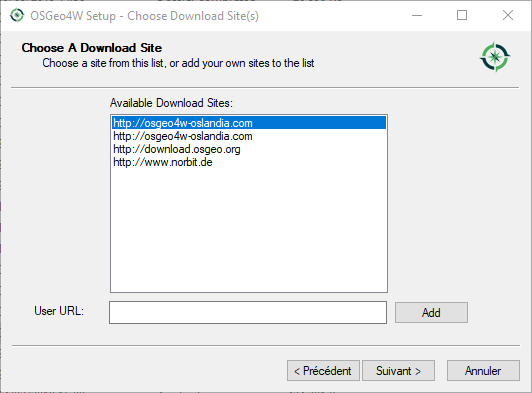 OSGeo4W Setup - Choose Download Site(s)
Choose A Download Site
Choose a site from this list, or add your own sites to the list
Available Download Sites:
http://osgeo4w-oslandia.com
http://osgeo4w-oslandia.com
http://download.osgeo.org
http://www.norbit.de
User URL:
Add
< Précédent
Suivant >
Annuler